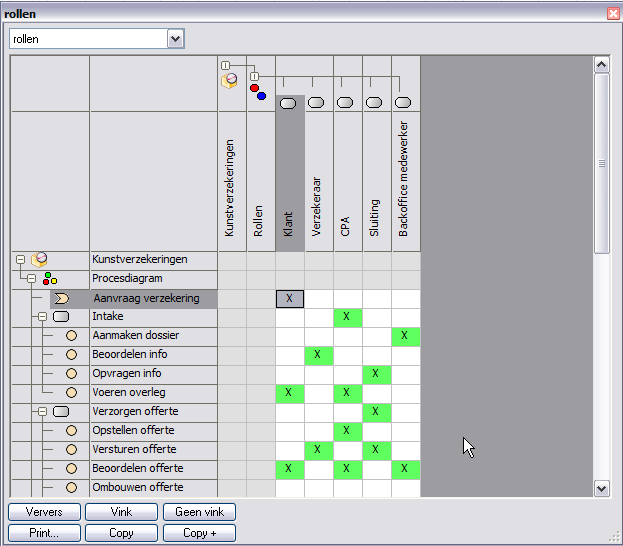 rollen
rollen
Kunstverzekeringen
Rollen
Klant
Verzekeraar
CPA
Sluiting
Backoffice medewerker
Kunstverzekeringen
Procesdiagram
Aanvraag verzekering X
Intake X
Aanmaken dossier X
Beoordelen info X
Opvragen info X
Voeren overleg X X
Verzorgen offerte X
Opstellen offerte X
Versturen offerte X X
Beoordelen offerte X X X
Ombouwen offerte
Ververs Vink Geen vink
Print... Copy Copy +